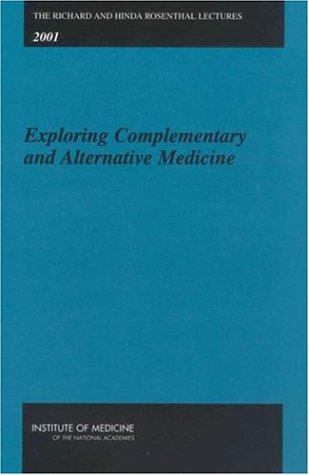 THE RICHARD AND HINDA ROSENTHAL LECTURES
2001
Exploring Complementary
and Alternative Medicine
INSTITUTE OF MEDICINE
OF THE NATIONAL ACADEMIES